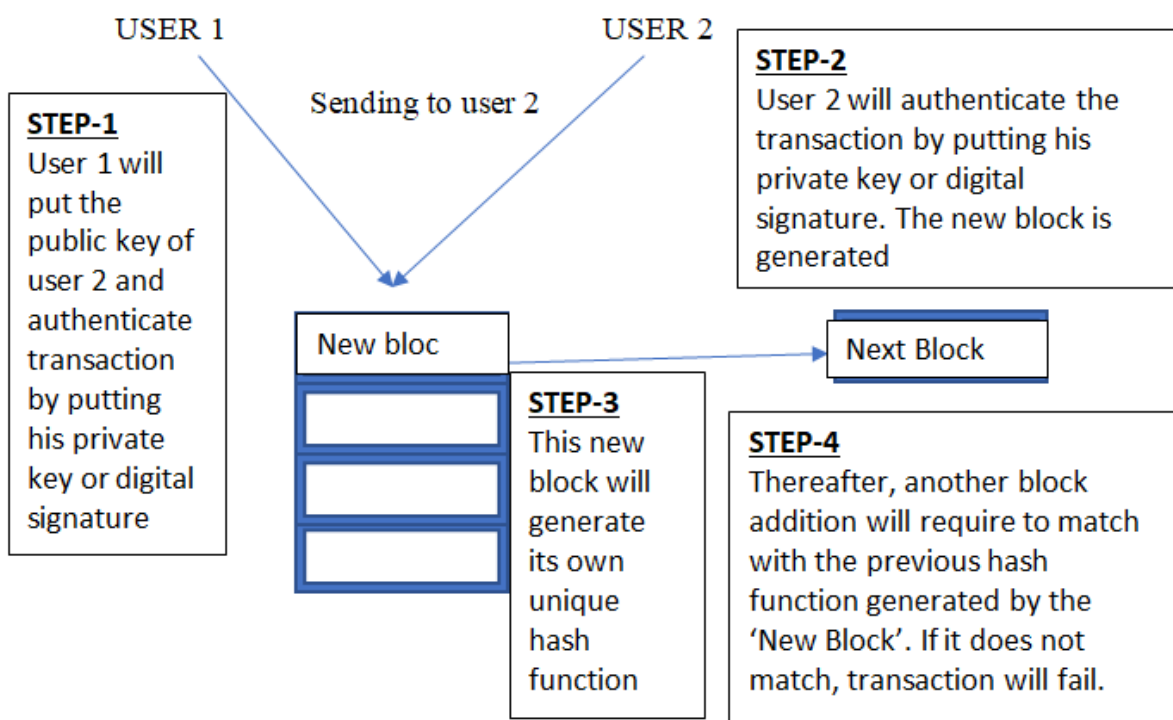 USER 1
USER 2
Sending to user 2
STEP-1
User 1 will
put the
public key of
user 2 and
authenticate
transaction
by putting
his private
key or digital
signature
STEP-2
User 2 will authenticate the
transaction by putting his
private key or digital
signature. The new block is
generated
New bloc
Next Block
STEP-3
This new
block will
generate
its own
unique
hash
function
STEP-4
Thereafter, another block
addition will require to match
with the previous hash
function generated by the
‘New Block’. If it does not
match, transaction will fail.